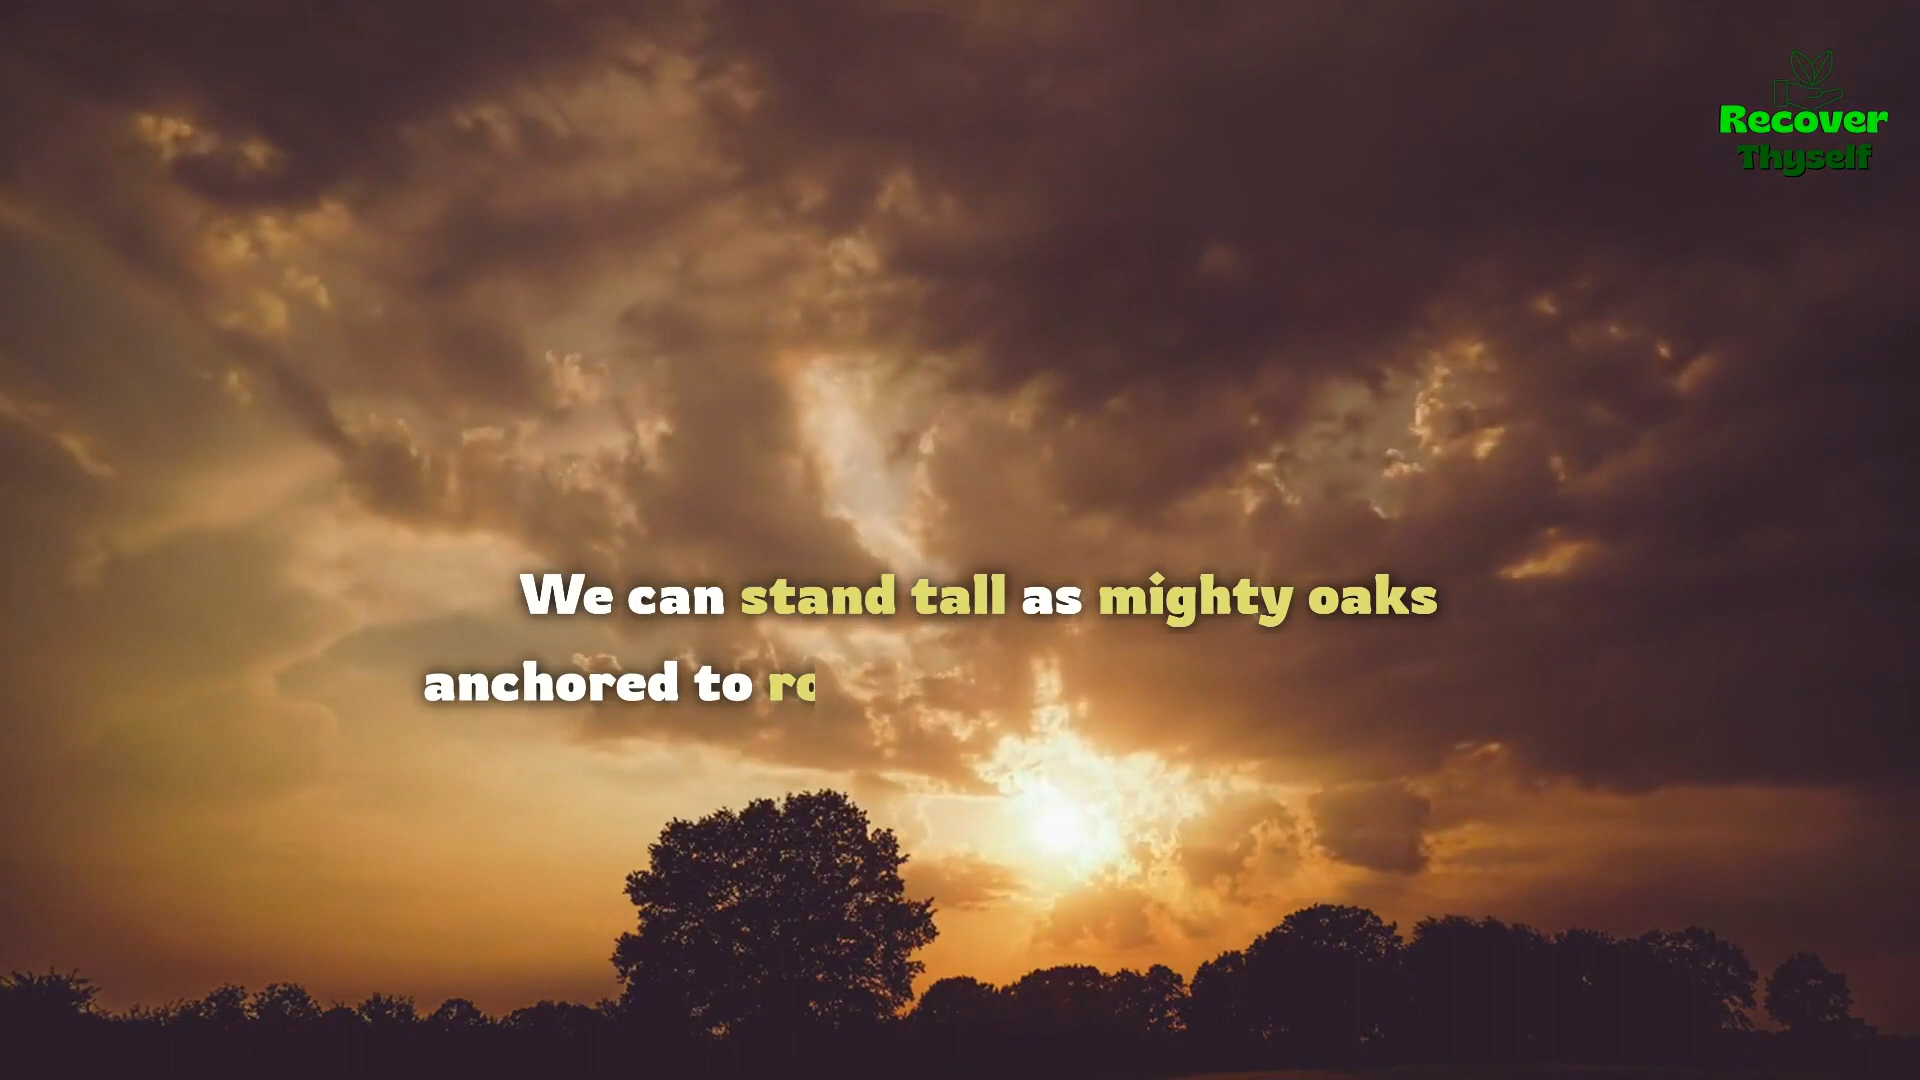 Recover
Thyself
We can stand tall as mighty oaks
anchored to